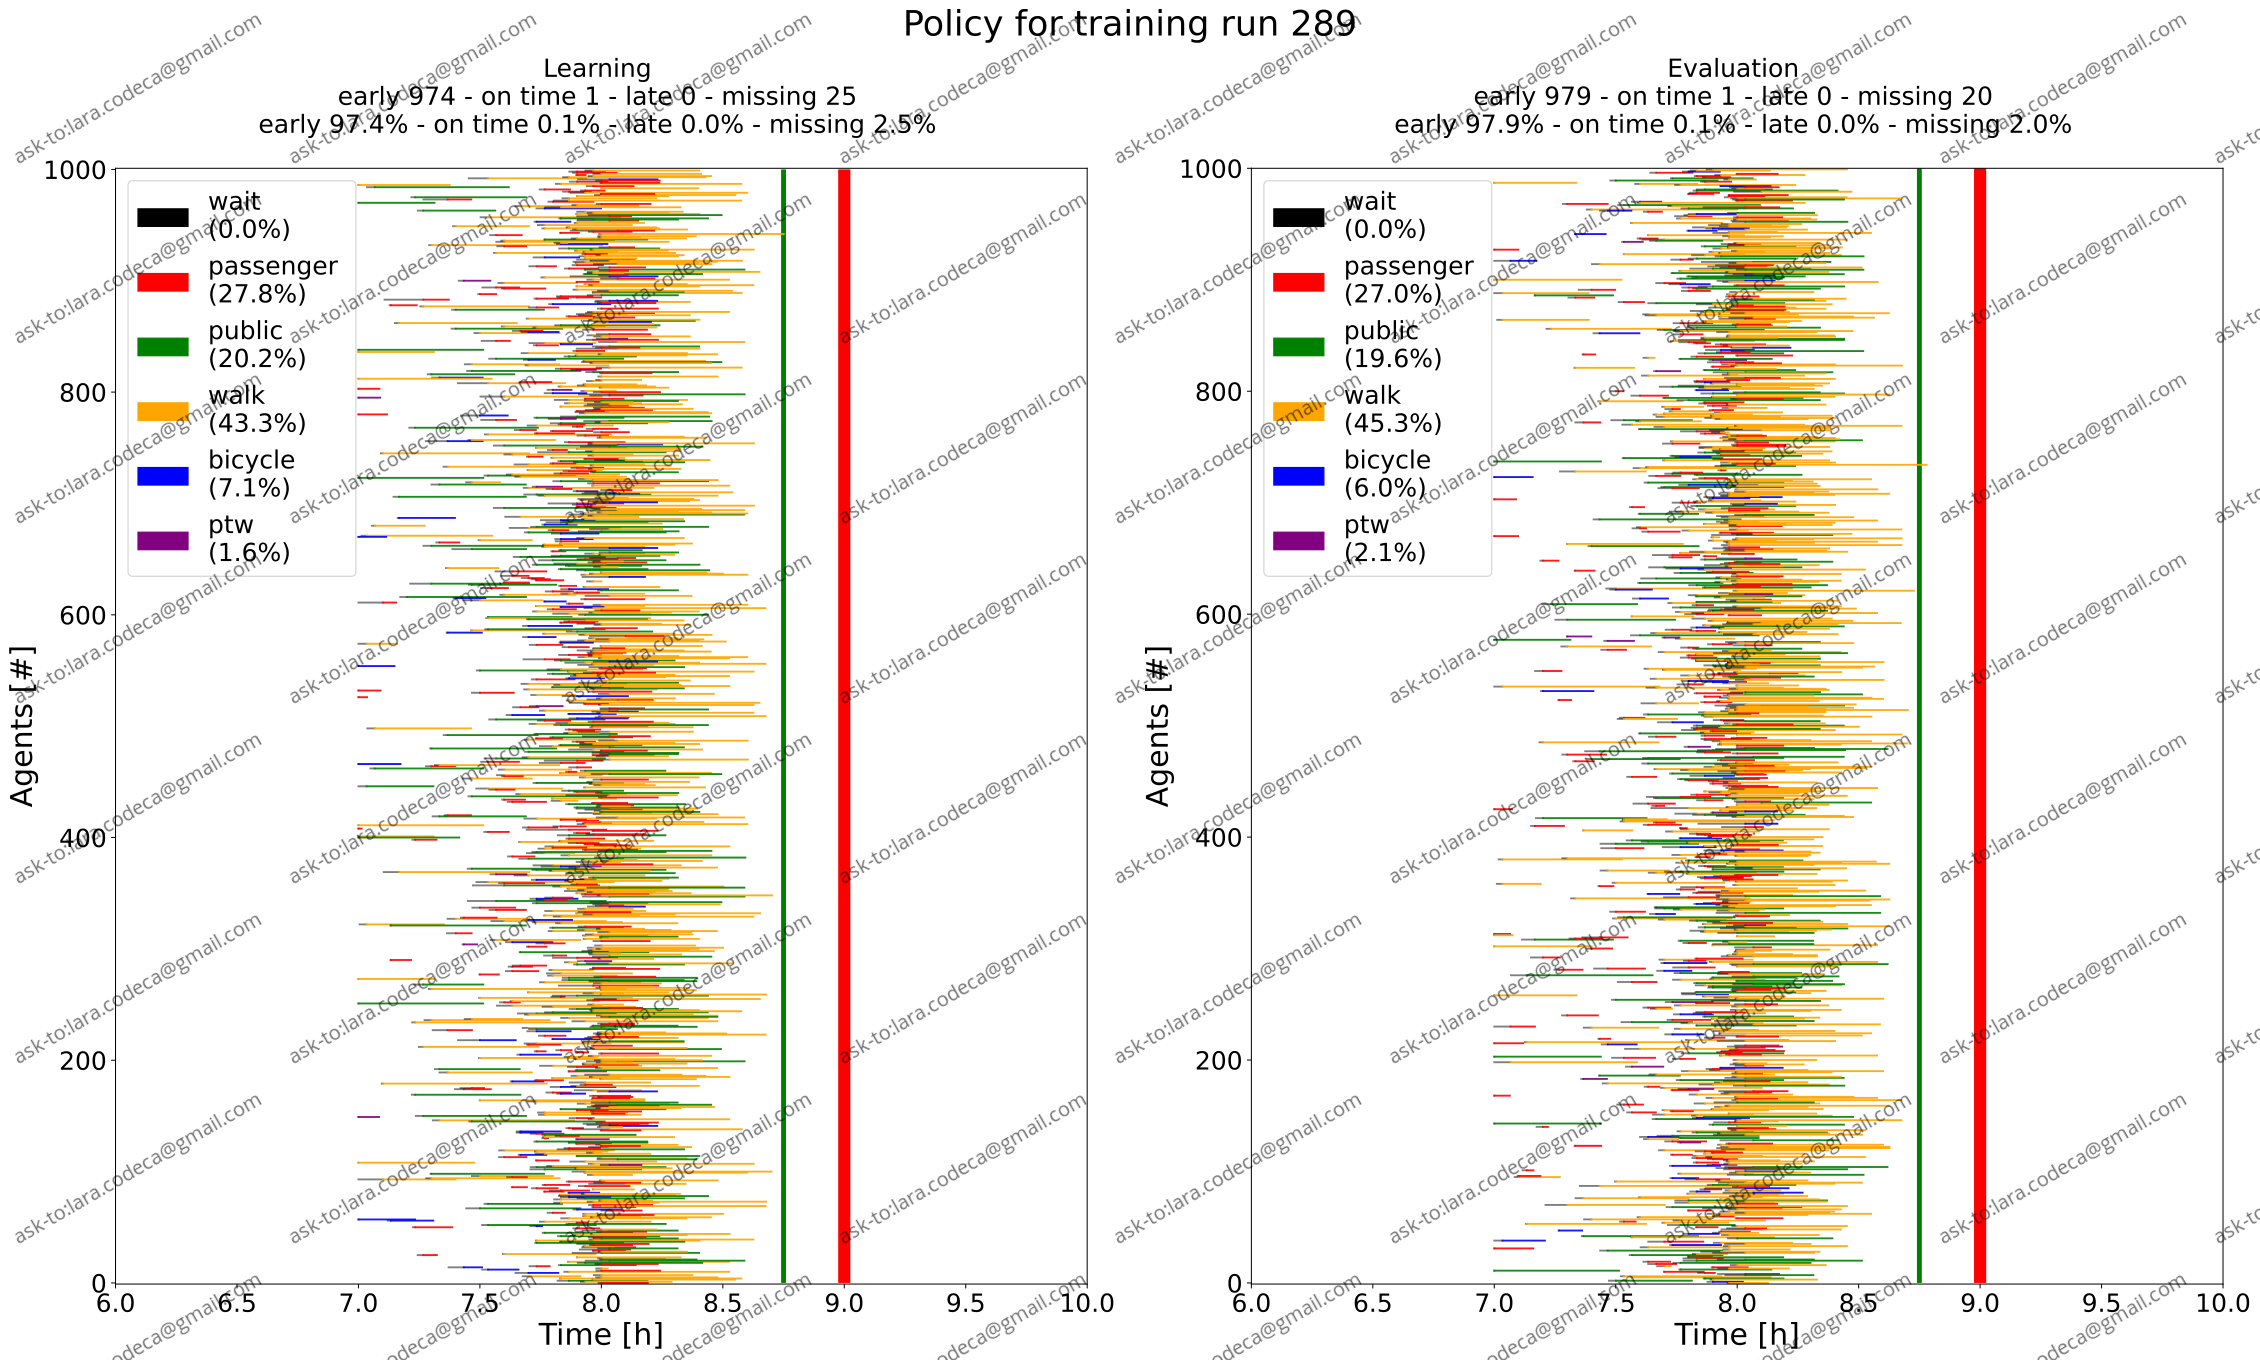 Policy for training run 289
Learning
early 974 - on time 1 - late 0 - missing 25
early 97.4% - on time 0.1% - late 0.0% - missing 2.5%
1000
800
600
400
200
0
Agents [#]
wait
(0.0%)
passenger
(27.8%)
public
(20.2%)
walk
(43.3%)
bicycle
(7.1%)
ptw
(1.6%)
6.0 6.5 7.0 7.5 8.0 8.5 9.0 9.5 10.0
Time [h]
Evaluation
early 979 - on time 1 - late 0 - missing 20
early 97.9% - on time 0.1% - late 0.0% - missing 2.0%
1000
800
600
400
200
0
Agents [#]
wait
(0.0%)
passenger
(27.0%)
public
(19.6%)
walk
(45.3%)
bicycle
(6.0%)
ptw
(2.1%)
6.0 6.5 7.0 7.5 8.0 8.5 9.0 9.5 10.0
Time [h]
ask-to:lara.codeca@gmail.com